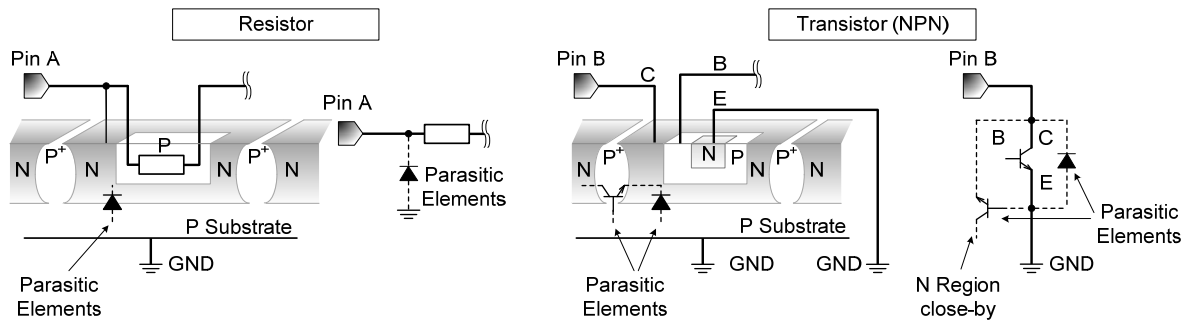 Resistor
Transistor (NPN)
Pin A
Pin B
C
B
E
Pin B
Pin A
N
P+
N
P
P+
N
N
P+
N
P
P+
N
N
B
C
E
Parasitic
Elements
P Substrate
GND
Parasitic
Elements
P Substrate
GND
GND
Parasitic
Elements
Parasitic
Elements
GND
N Region
close-by